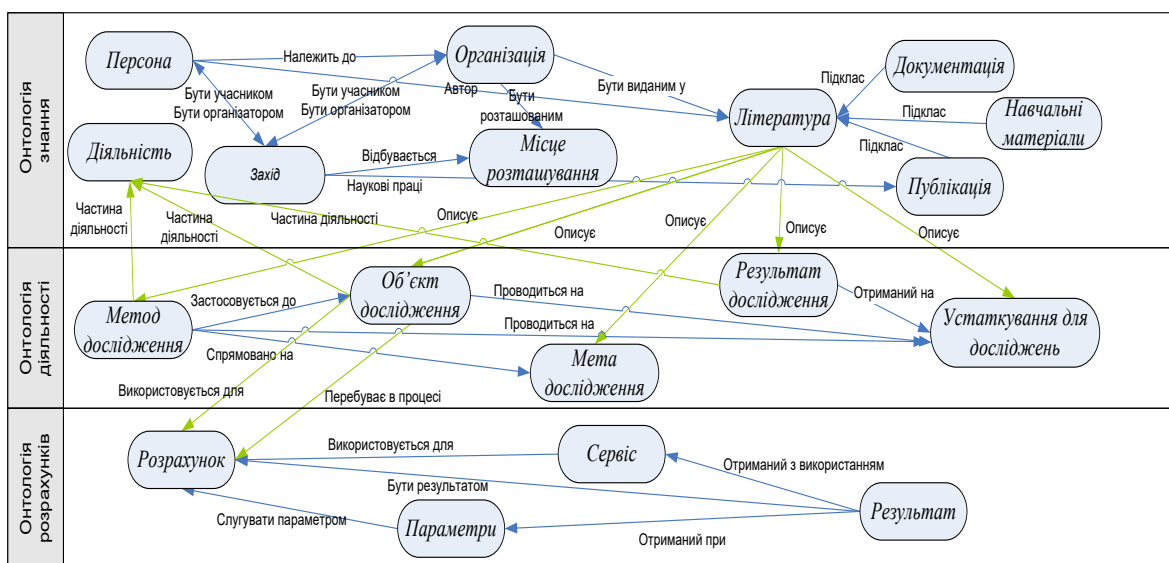 Онтологія
знання
Персона
Належить до
Організація
Бути виданим у
Підклас
Документація
Бути учасником
Бути організатором
Бути учасником
Бути організатором
Автор
Бути
розташованим
Література
Підклас
Навчальні
матеріали
Діяльність
Захід
Відбувається
Місце
розташування
Підклас
Наукові праці
Публікація
Частина
діяльності
Частина
діяльності
Частина діяльності
Описує
Описує
Описує
Описує
Описує
Онтологія
діяльності
Метод
дослідження
Застосовується до
Об’єкт
дослідження
Проводиться на
Результат
дослідження
Отриманий на
Устаткування для
досліджень
Проводиться на
Спрямовано на
Мета
дослідження
Використовується для
Перебуває в процесі
Онтологія
розрахунків
Розрахунок
Використовується для
Сервіс
Отриманий з використанням
Бути результатом
Слугувати параметром
Параметри
Отриманий при
Результат